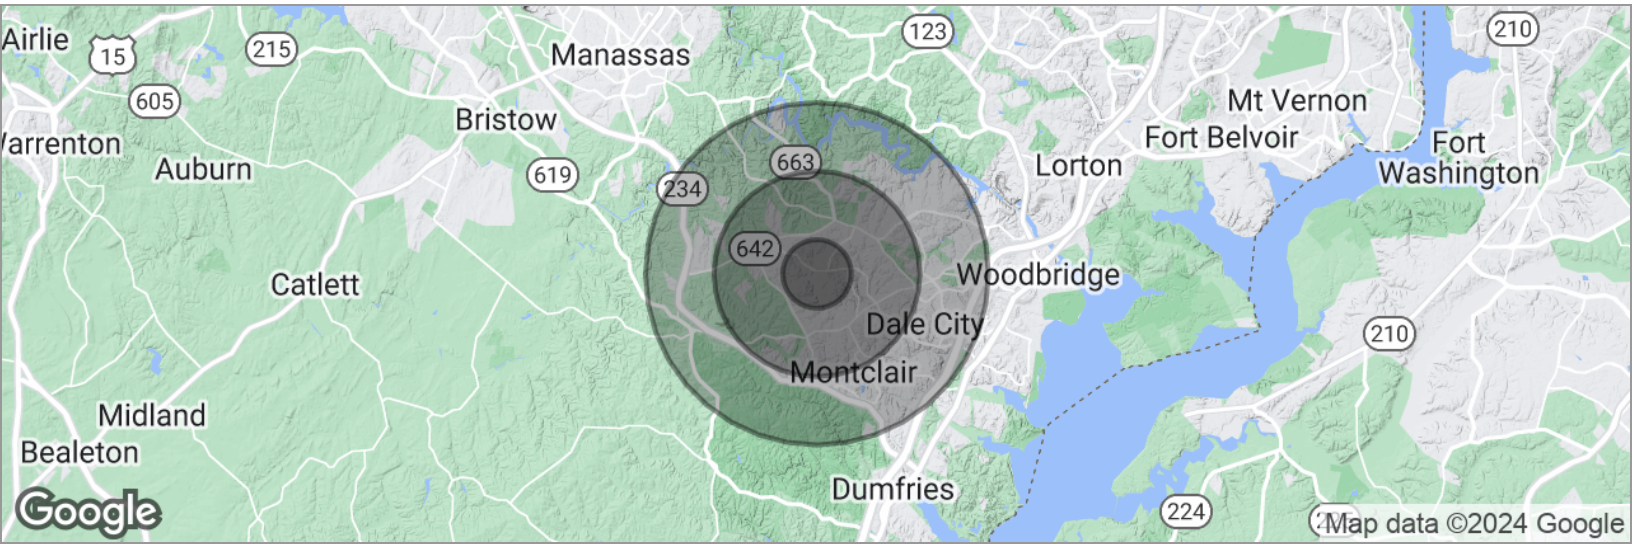 Airlie
15
215
Manassas
123
210
605
Bristow
Mt Vernon
arrenton
Auburn
619
663
234
Lorton
Fort Belvoir
Fort
Washington
642
Catlett
Woodbridge
Dale City
210
Montclair
Midland
Bealeton
Dumfries
Google
224
Map data ©2024 Google